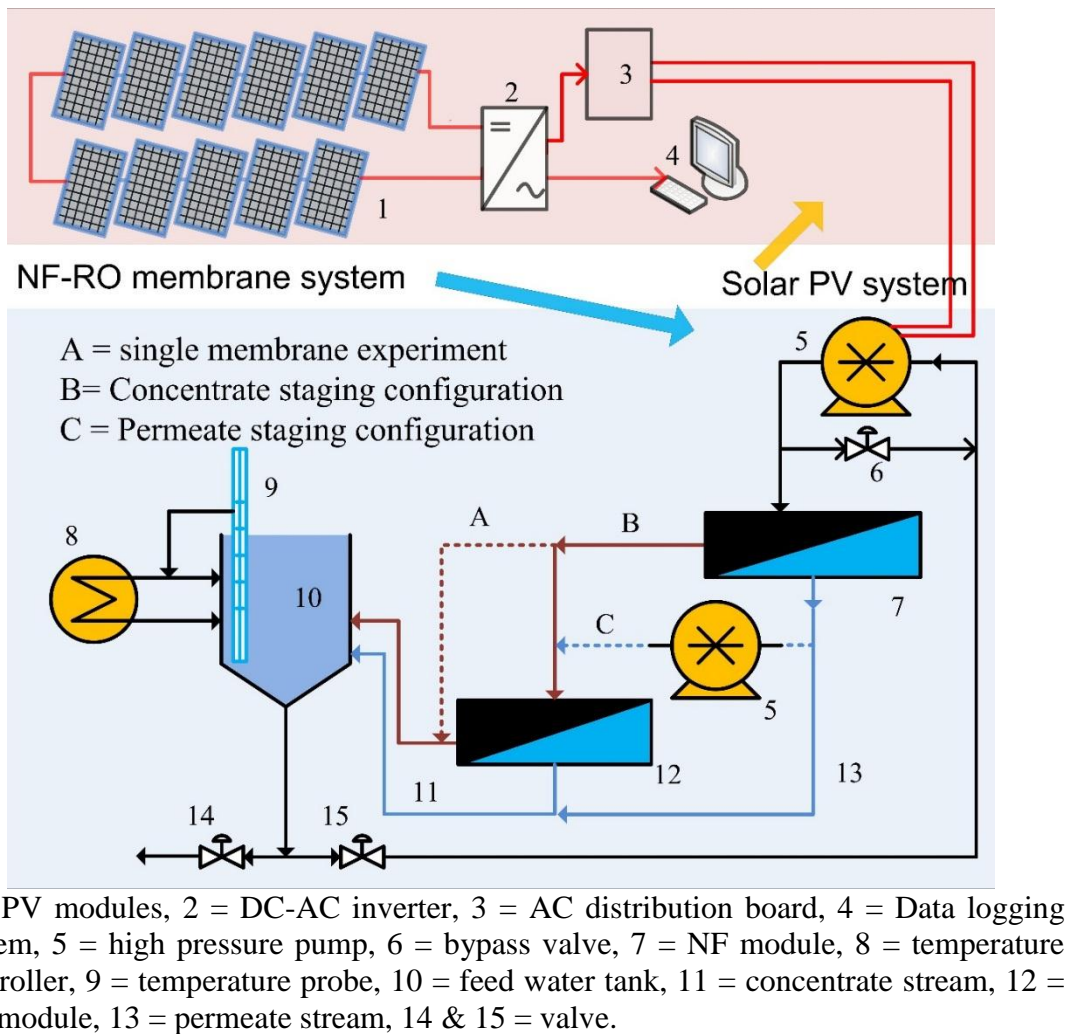 1
2
3
4
NF-RO membrane system
Solar PV system
A = single membrane experiment
B= Concentrate staging configuration
C = Permeate staging configuration
5
6
9
A
B
8
10
7
C
5
12
13
11
14
15
PV modules, 2 = DC-AC inverter, 3 = AC distribution board, 4 = Data logging
em, 5 = high pressure pump, 6 = bypass valve, 7 = NF module, 8 = temperature
roller, 9 = temperature probe, 10 = feed water tank, 11 = concentrate stream, 12 =
module, 13 = permeate stream, 14 & 15 = valve.